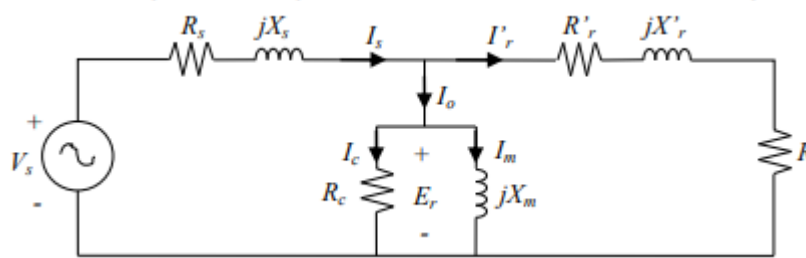 R_s jX_s I_s I'_r R'_r jX'_r
I_o
+ I_c + I_m
V_s R_c E_r jX_m
- -